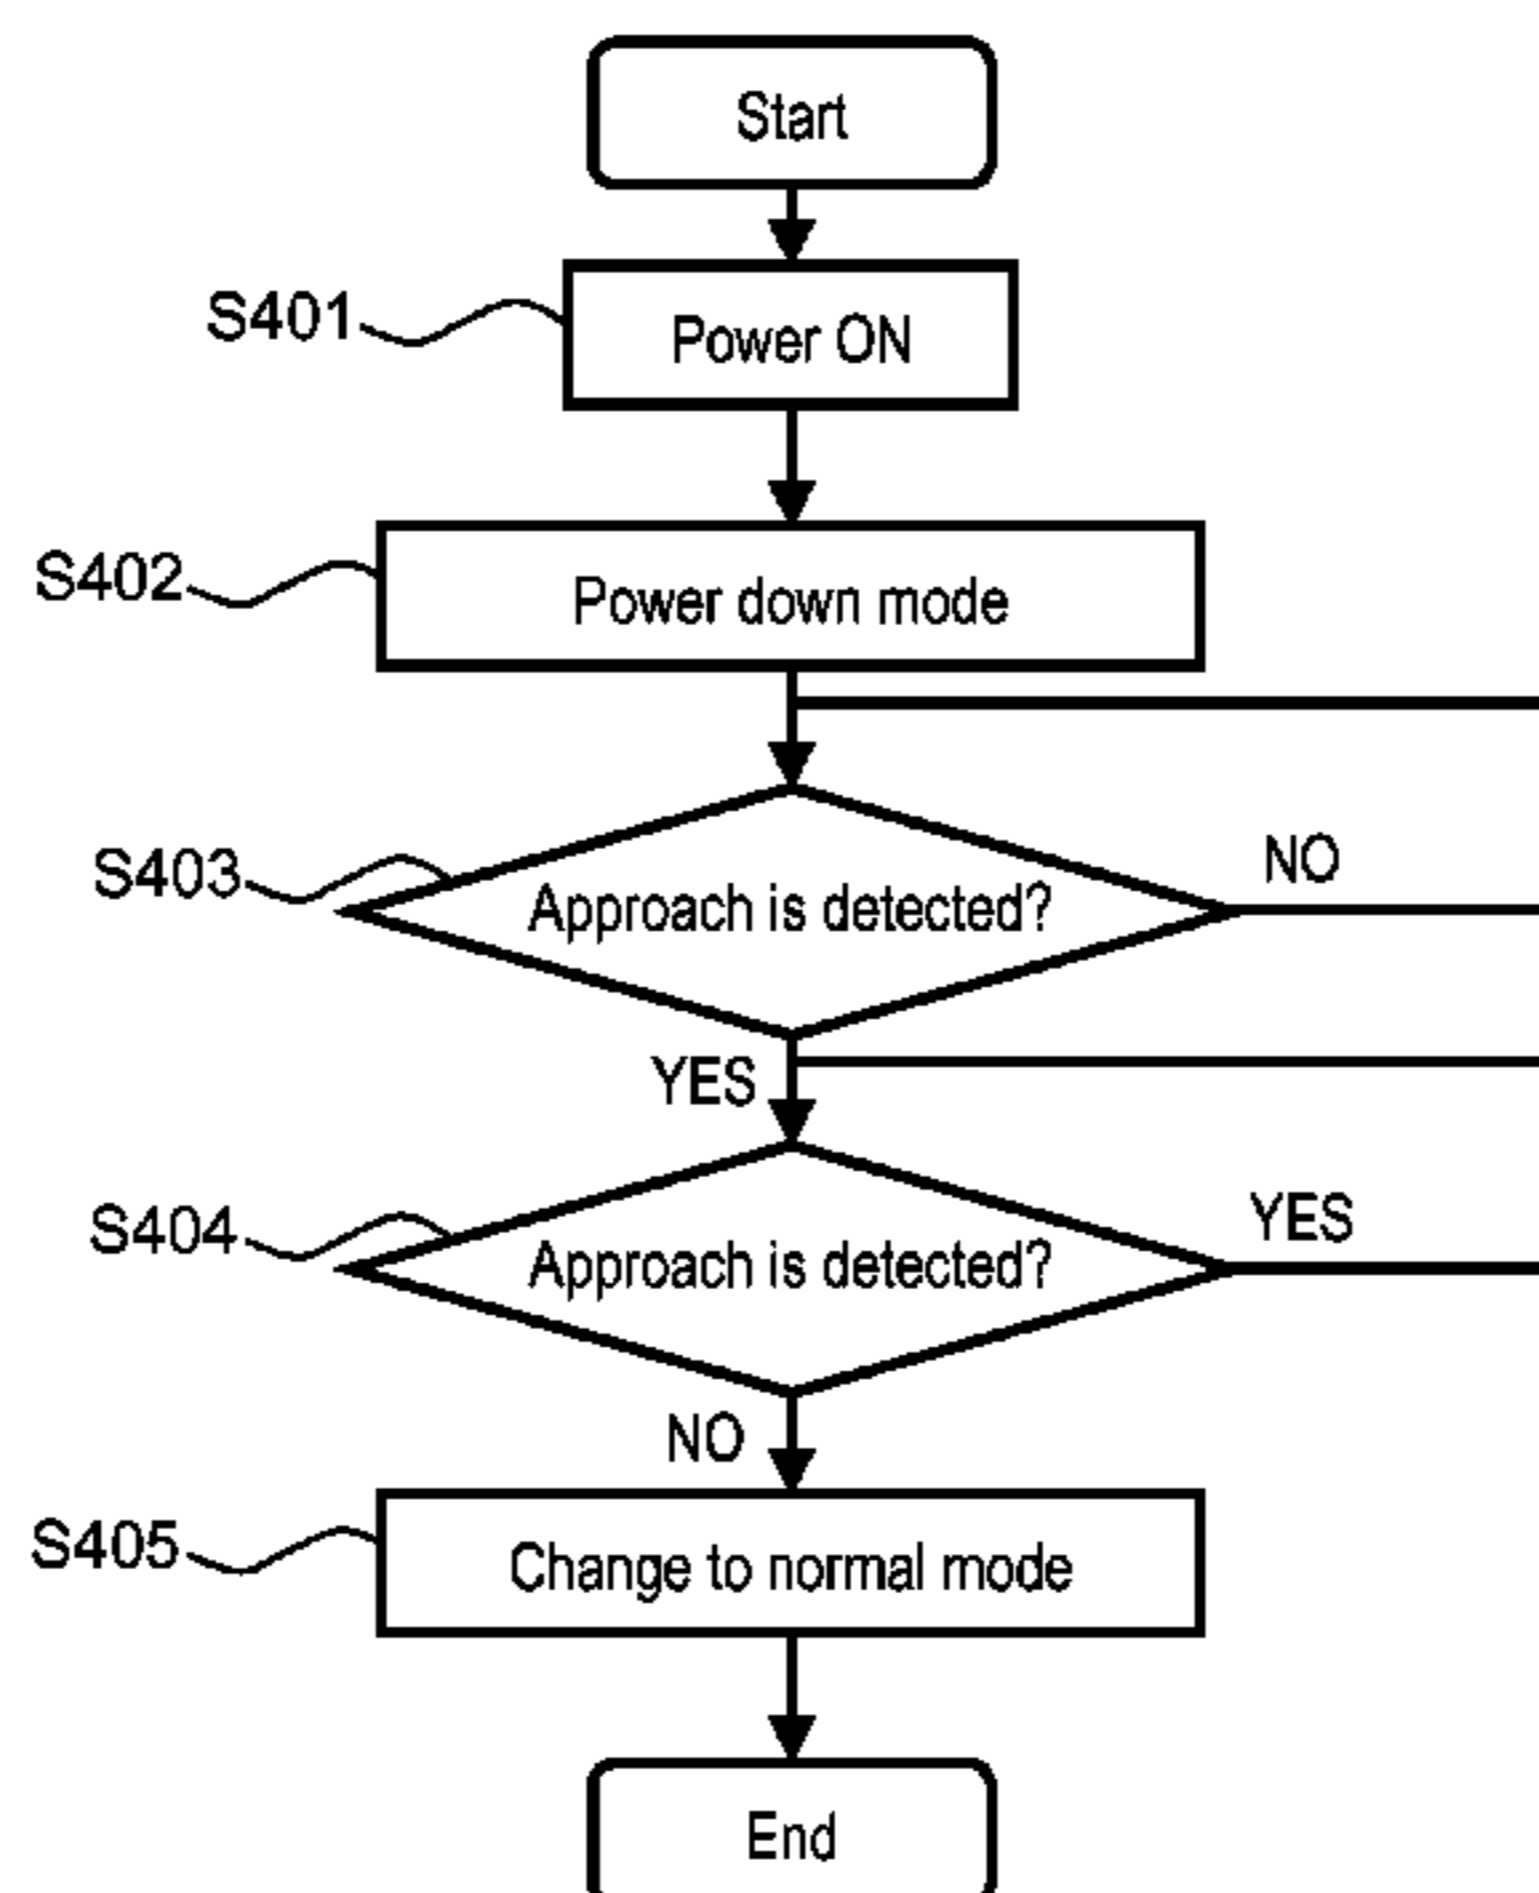 Start
S401
Power ON
S402
Power down mode
S403
Approach is detected?
NO
YES
S404
Approach is detected?
YES
NO
S405
Change to normal mode
End